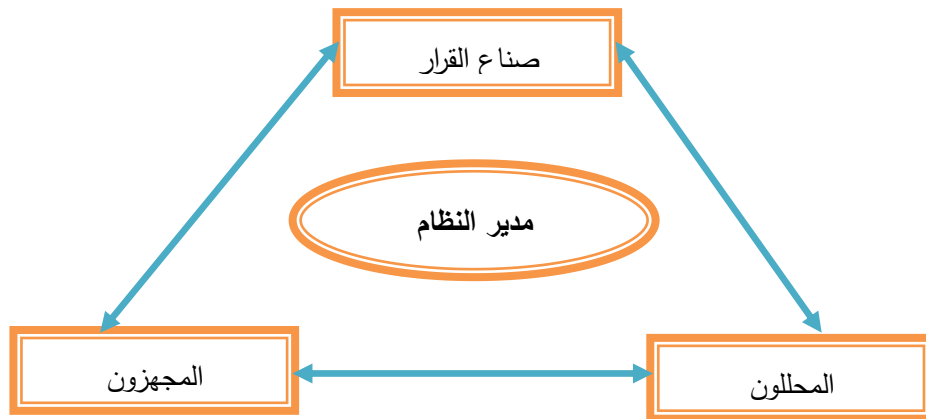 صناع القرار
مدير النظام
المحللون
المجهزون